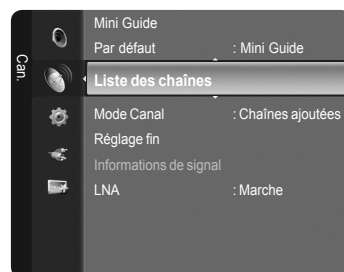 Can.
Mini Guide
Par défaut : Mini Guide
Liste des chaînes
Mode Canal : Chaînes ajoutées
Réglage fin
Informations de signal
LNA : Marche